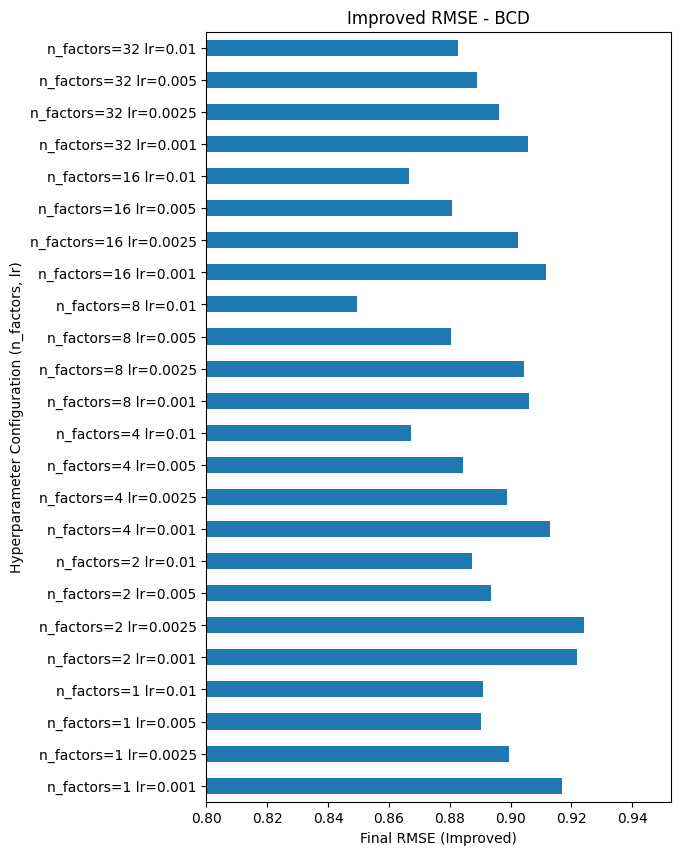 Improved RMSE - BCD
n_factors=32 lr=0.01
n_factors=32 lr=0.005
n_factors=32 lr=0.0025
n_factors=32 lr=0.001
n_factors=16 lr=0.01
n_factors=16 lr=0.005
n_factors=16 lr=0.0025
n_factors=16 lr=0.001
n_factors=8 lr=0.01
n_factors=8 lr=0.005
n_factors=8 lr=0.0025
n_factors=8 lr=0.001
n_factors=4 lr=0.01
n_factors=4 lr=0.005
n_factors=4 lr=0.0025
n_factors=4 lr=0.001
n_factors=2 lr=0.01
n_factors=2 lr=0.005
n_factors=2 lr=0.0025
n_factors=2 lr=0.001
n_factors=1 lr=0.01
n_factors=1 lr=0.005
n_factors=1 lr=0.0025
n_factors=1 lr=0.001
Hyperparameter Configuration (n_factors, lr)
0.80 0.82 0.84 0.86 0.88 0.90 0.92 0.94
Final RMSE (Improved)